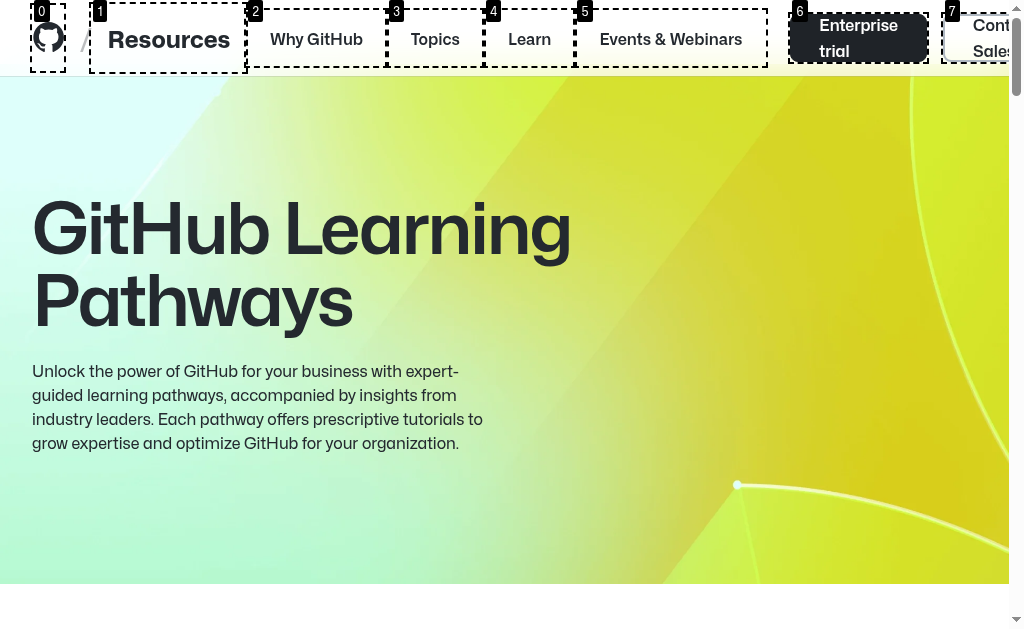 0
1
2
3
4
5
6
7
/
Resources
Why GitHub
Topics
Learn
Events & Webinars
Enterprise
trial
Cont
Sales
GitHub Learning
Pathways
Unlock the power of GitHub for your business with expert-
guided learning pathways, accompanied by insights from
industry leaders. Each pathway offers prescriptive tutorials to
grow expertise and optimize GitHub for your organization.